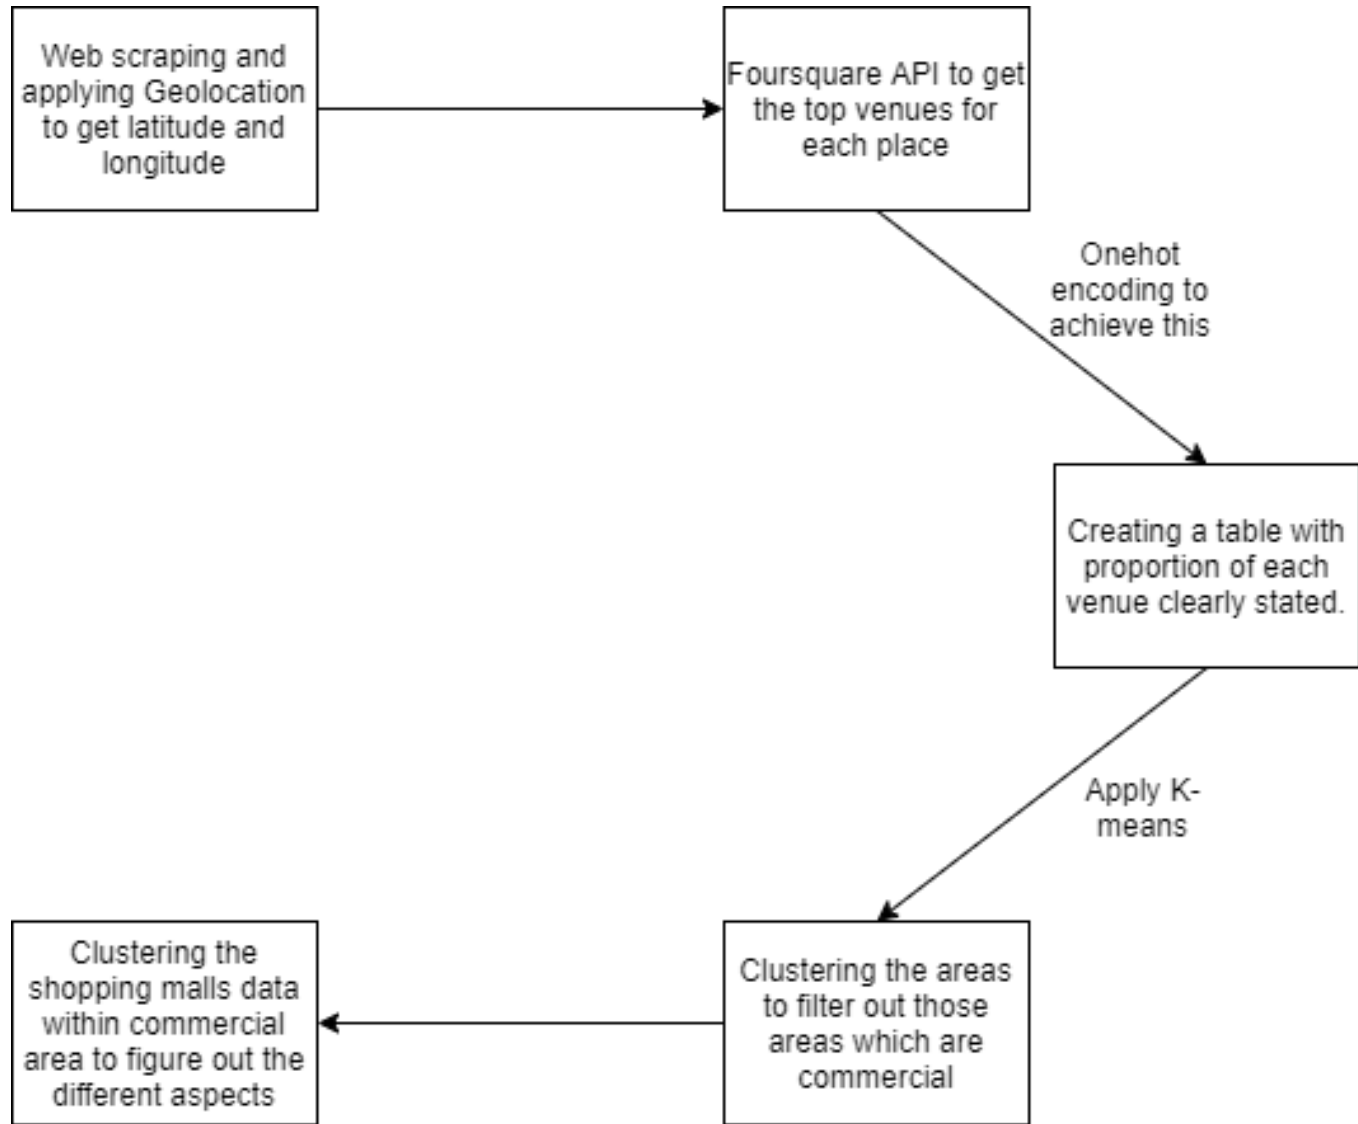 Web scraping and
applying Geolocation
to get latitude and
longitude
Foursquare API to get
the top venues for
each place
Onehot
encoding to
achieve this
Creating a table with
proportion of each
venue clearly stated.
Apply K-
means
Clustering the areas
to filter out those
areas which are
commercial
Clustering the
shopping malls data
within commercial
area to figure out the
different aspects